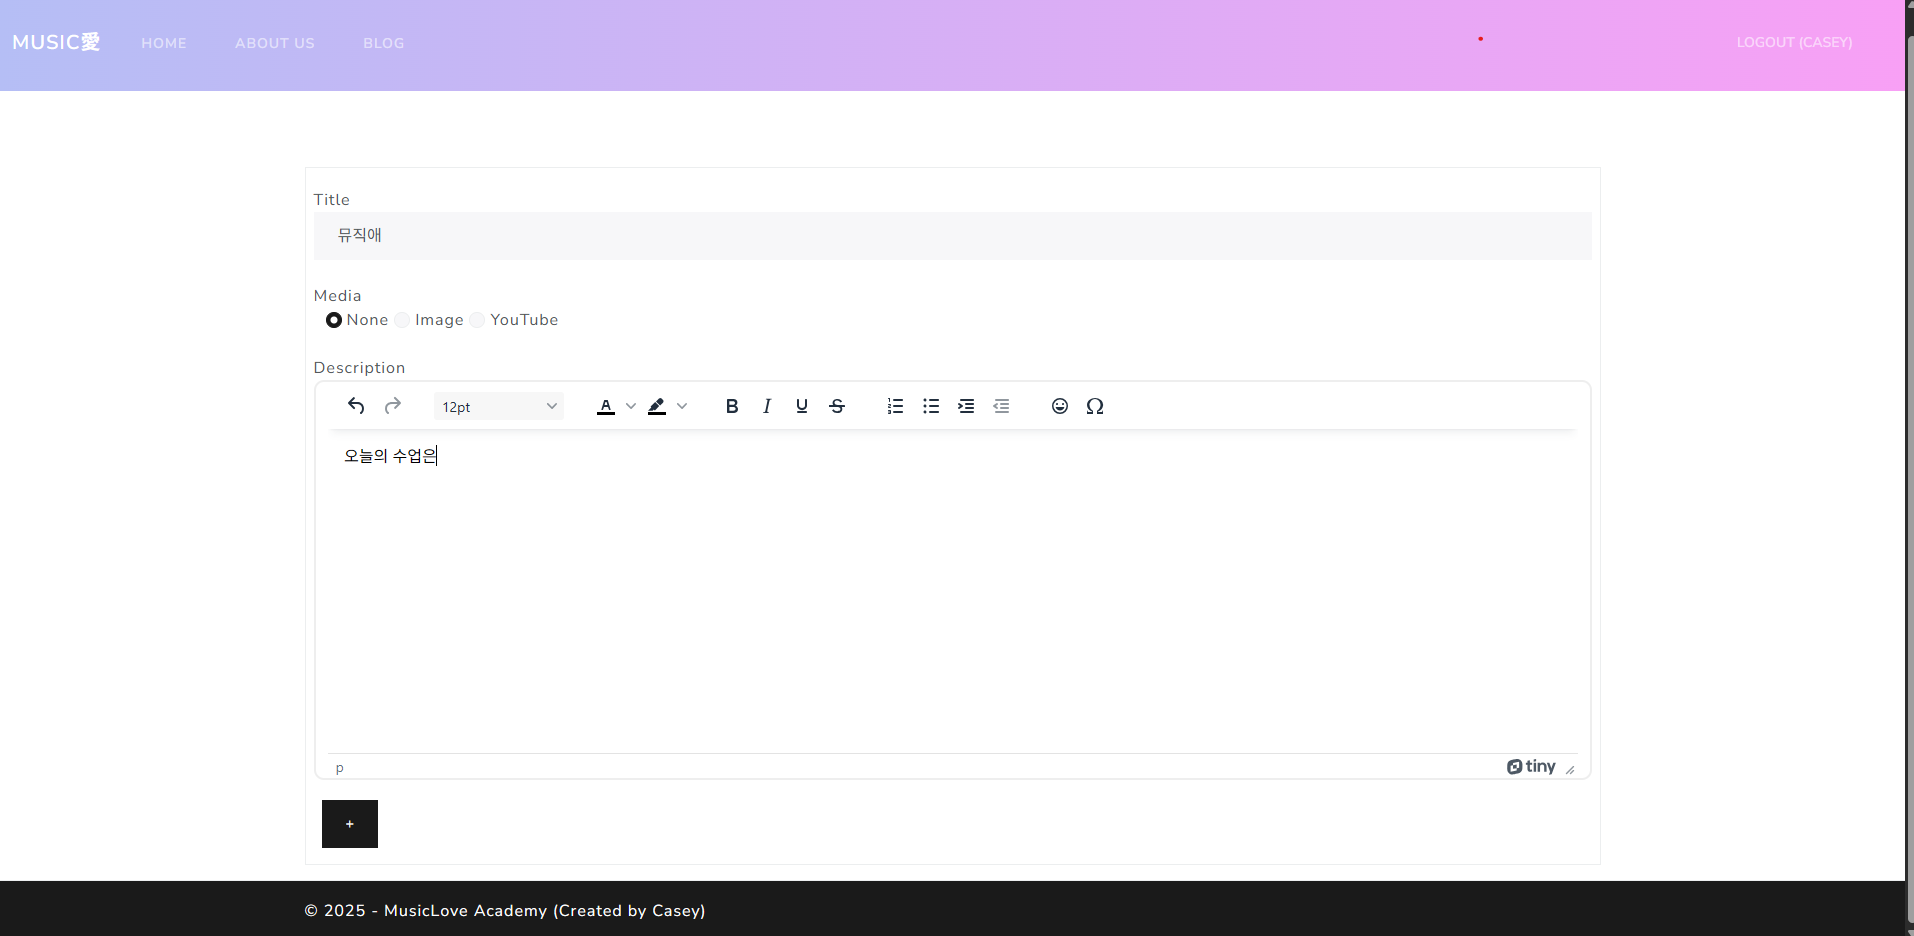 MUSIC愛 HOME ABOUT US BLOG LOGOUT (CASEY)
Title
뮤직애
Media
None Image YouTube
Description
12pt
오늘의 수업은
p tiny
+
© 2025 - MusicLove Academy (Created by Casey)